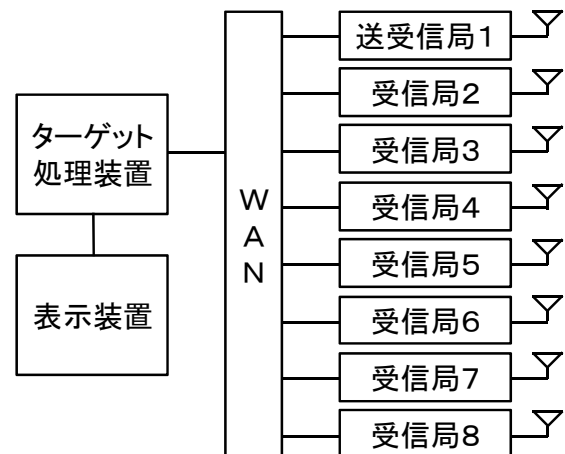 送受信局1
受信局2
ターゲット
処理装置
受信局3
WAN
受信局4
受信局5
表示装置
受信局6
受信局7
受信局8